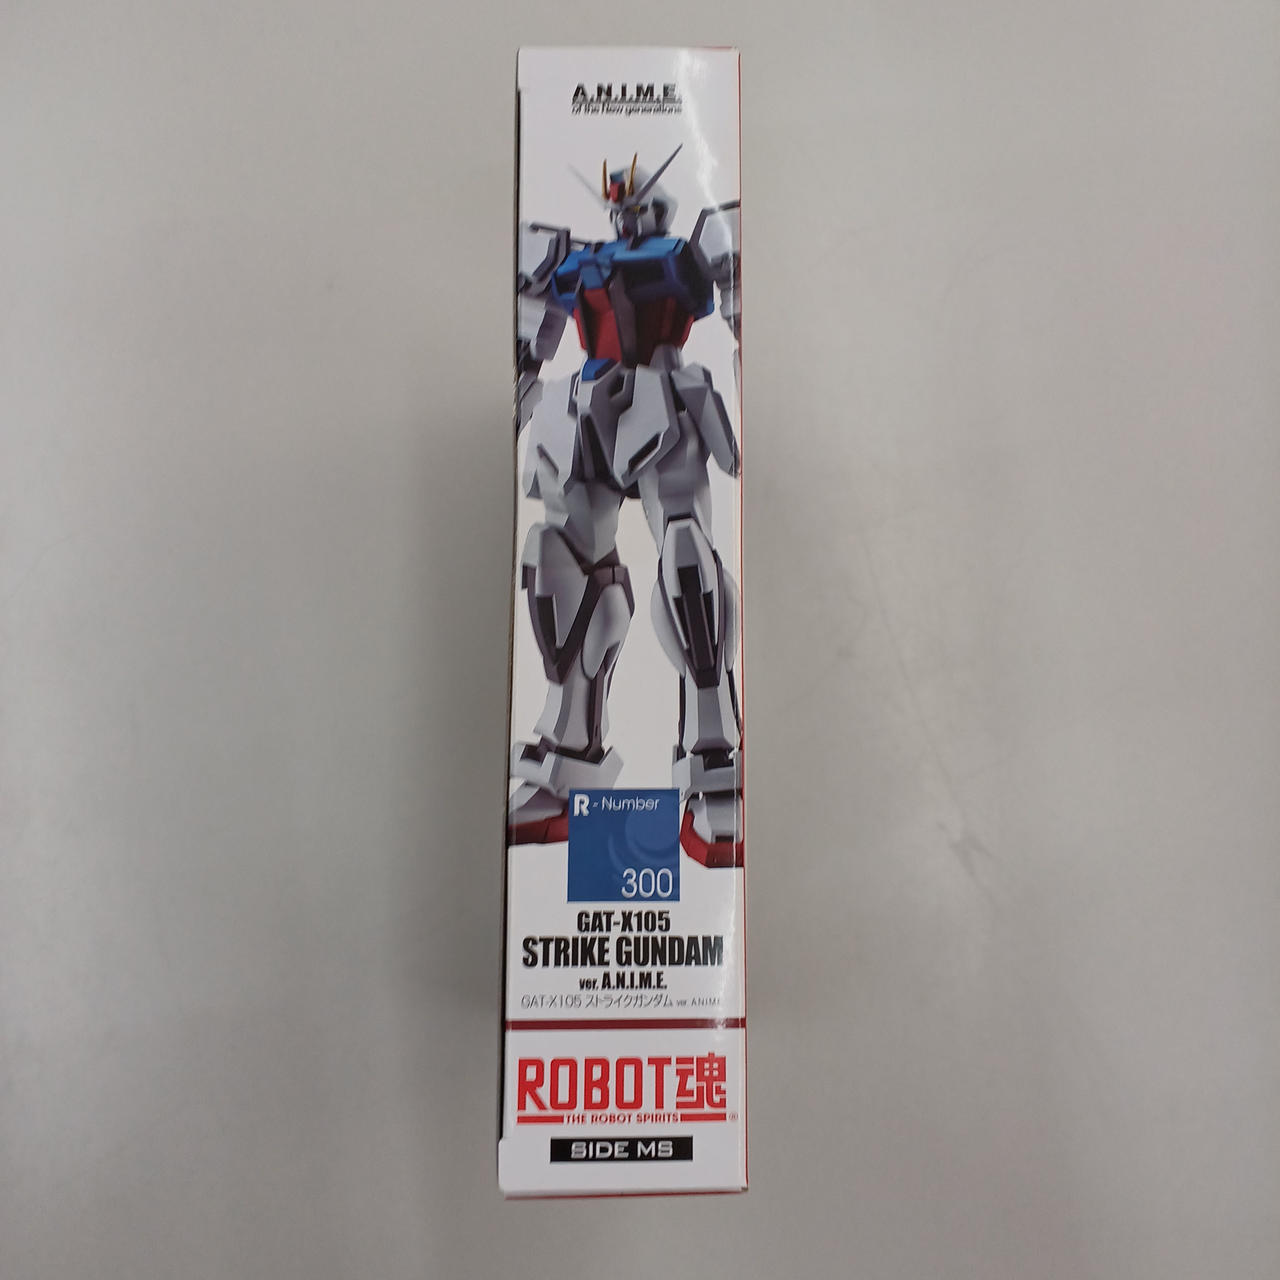 A.N.I.M.E.
of the New generations
R-Number
300
GAT-X105
STRIKE GUNDAM
ver. A.N.I.M.E.
GAT-X105 ストライクガンダム ver. A.N.I.M.E.
ROBOT魂
THE ROBOT SPIRITS
®
SIDE MS